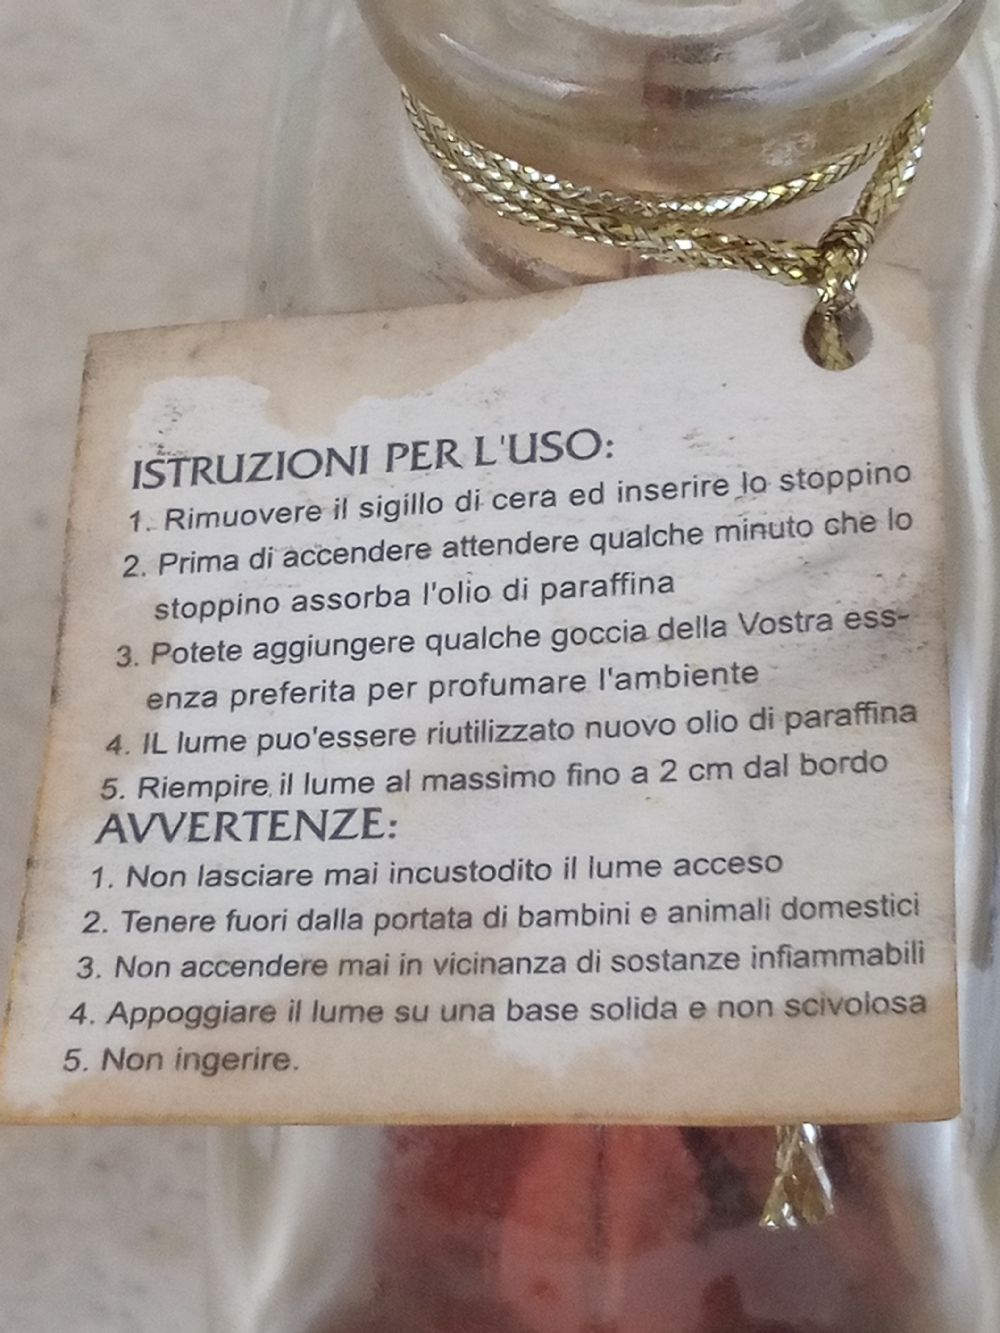 ISTRUZIONI PER L'USO:
1. Rimuovere il sigillo di cera ed inserire lo stoppino
2. Prima di accendere attendere qualche minuto che lo
stoppino assorba l'olio di paraffina
3. Potete aggiungere qualche goccia della Vostra ess-
enza preferita per profumare l'ambiente
4. IL lume puo'essere riutilizzato nuovo olio di paraffina
5. Riempire il lume al massimo fino a 2 cm dal bordo
AVVERTENZE:
1. Non lasciare mai incustodito il lume acceso
2. Tenere fuori dalla portata di bambini e animali domestici
3. Non accendere mai in vicinanza di sostanze infiammabili
4. Appoggiare il lume su una base solida e non scivolosa
5. Non ingerire.